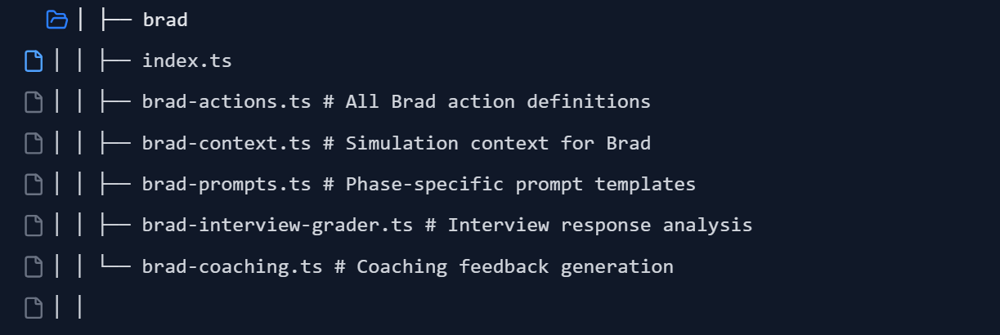 │ ├── brad
│ │ ├── index.ts
│ │ ├── brad-actions.ts # All Brad action definitions
│ │ ├── brad-context.ts # Simulation context for Brad
│ │ ├── brad-prompts.ts # Phase-specific prompt templates
│ │ ├── brad-interview-grader.ts # Interview response analysis
│ │ └── brad-coaching.ts # Coaching feedback generation
│ │